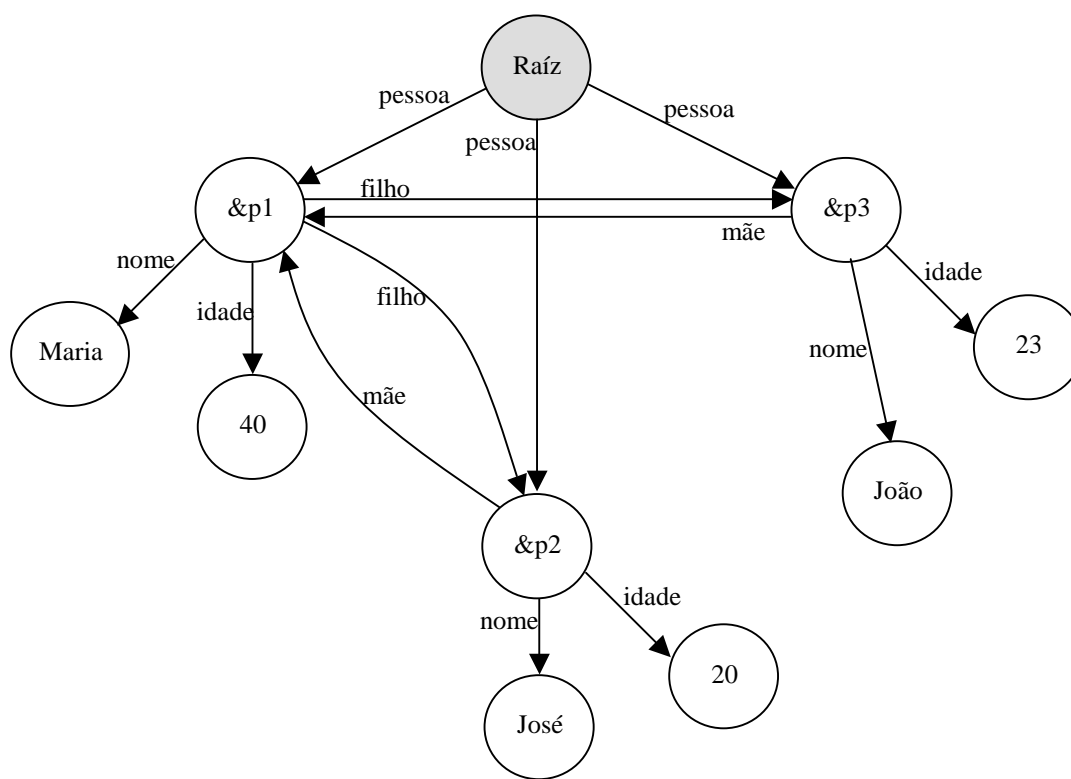 Raíz
pessoa
pessoa
pessoa
&p1
filho
&p3
mãe
nome
idade
filho
idade
Maria
nome
23
mãe
40
João
&p2
nome
idade
20
José